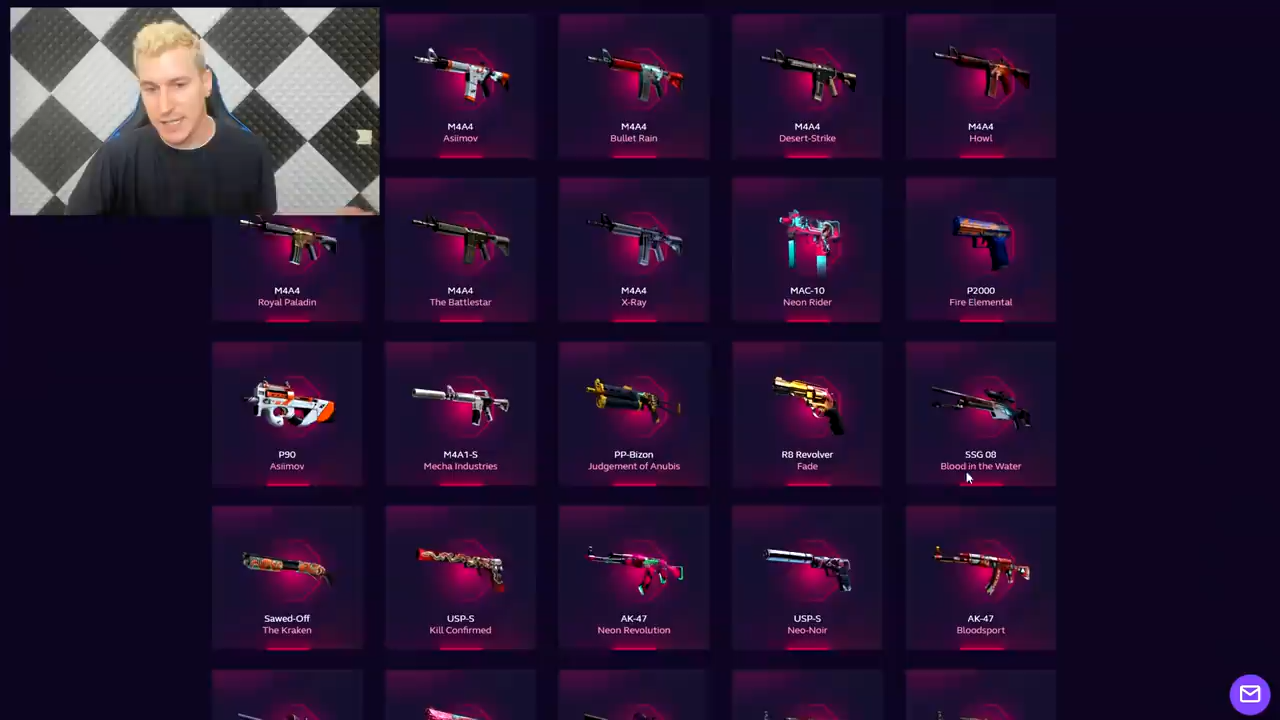 M4A4
Asiimov
M4A4
Bullet Rain
M4A4
Desert-Strike
M4A4
Howl
M4A4
Royal Paladin
M4A4
The Battlestar
M4A4
X-Ray
MAC-10
Neon Rider
P2000
Fire Elemental
P90
Asiimov
M4A1-S
Mecha Industries
PP-Bizon
Judgement of Anubis
R8 Revolver
Fade
SSG 08
Blood in the Water
Sawed-Off
The Kraken
USP-S
Kill Confirmed
AK-47
Neon Revolution
USP-S
Neo-Noir
AK-47
Bloodsport